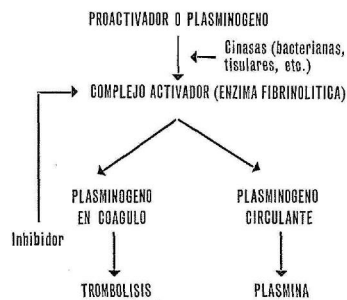 PROACTIVADOR O PLASMINOGENO
Cinasas (bacterianas,
tisulares, etc.)
COMPLEJO ACTIVADOR (ENZIMA FIBRINOLITICA)
PLASMINOGENO
EN COAGULO
PLASMINOGENO
CIRCULANTE
Inhibidor
TROMBOLISIS
PLASMINA